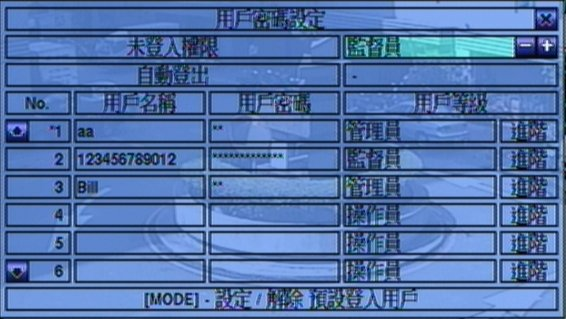 用戶密碼設定
未登入權限 監督員 - +
自動登出 -
No. 用戶名稱 用戶密碼 用戶等級
*1 aa ** 管理員 進階
2 123456789012 ************ 監督員 進階
3 Bill ** 管理員 進階
4 操作員 進階
5 操作員 進階
6 操作員 進階
[MODE] - 設定 / 解除 預設登入用戶